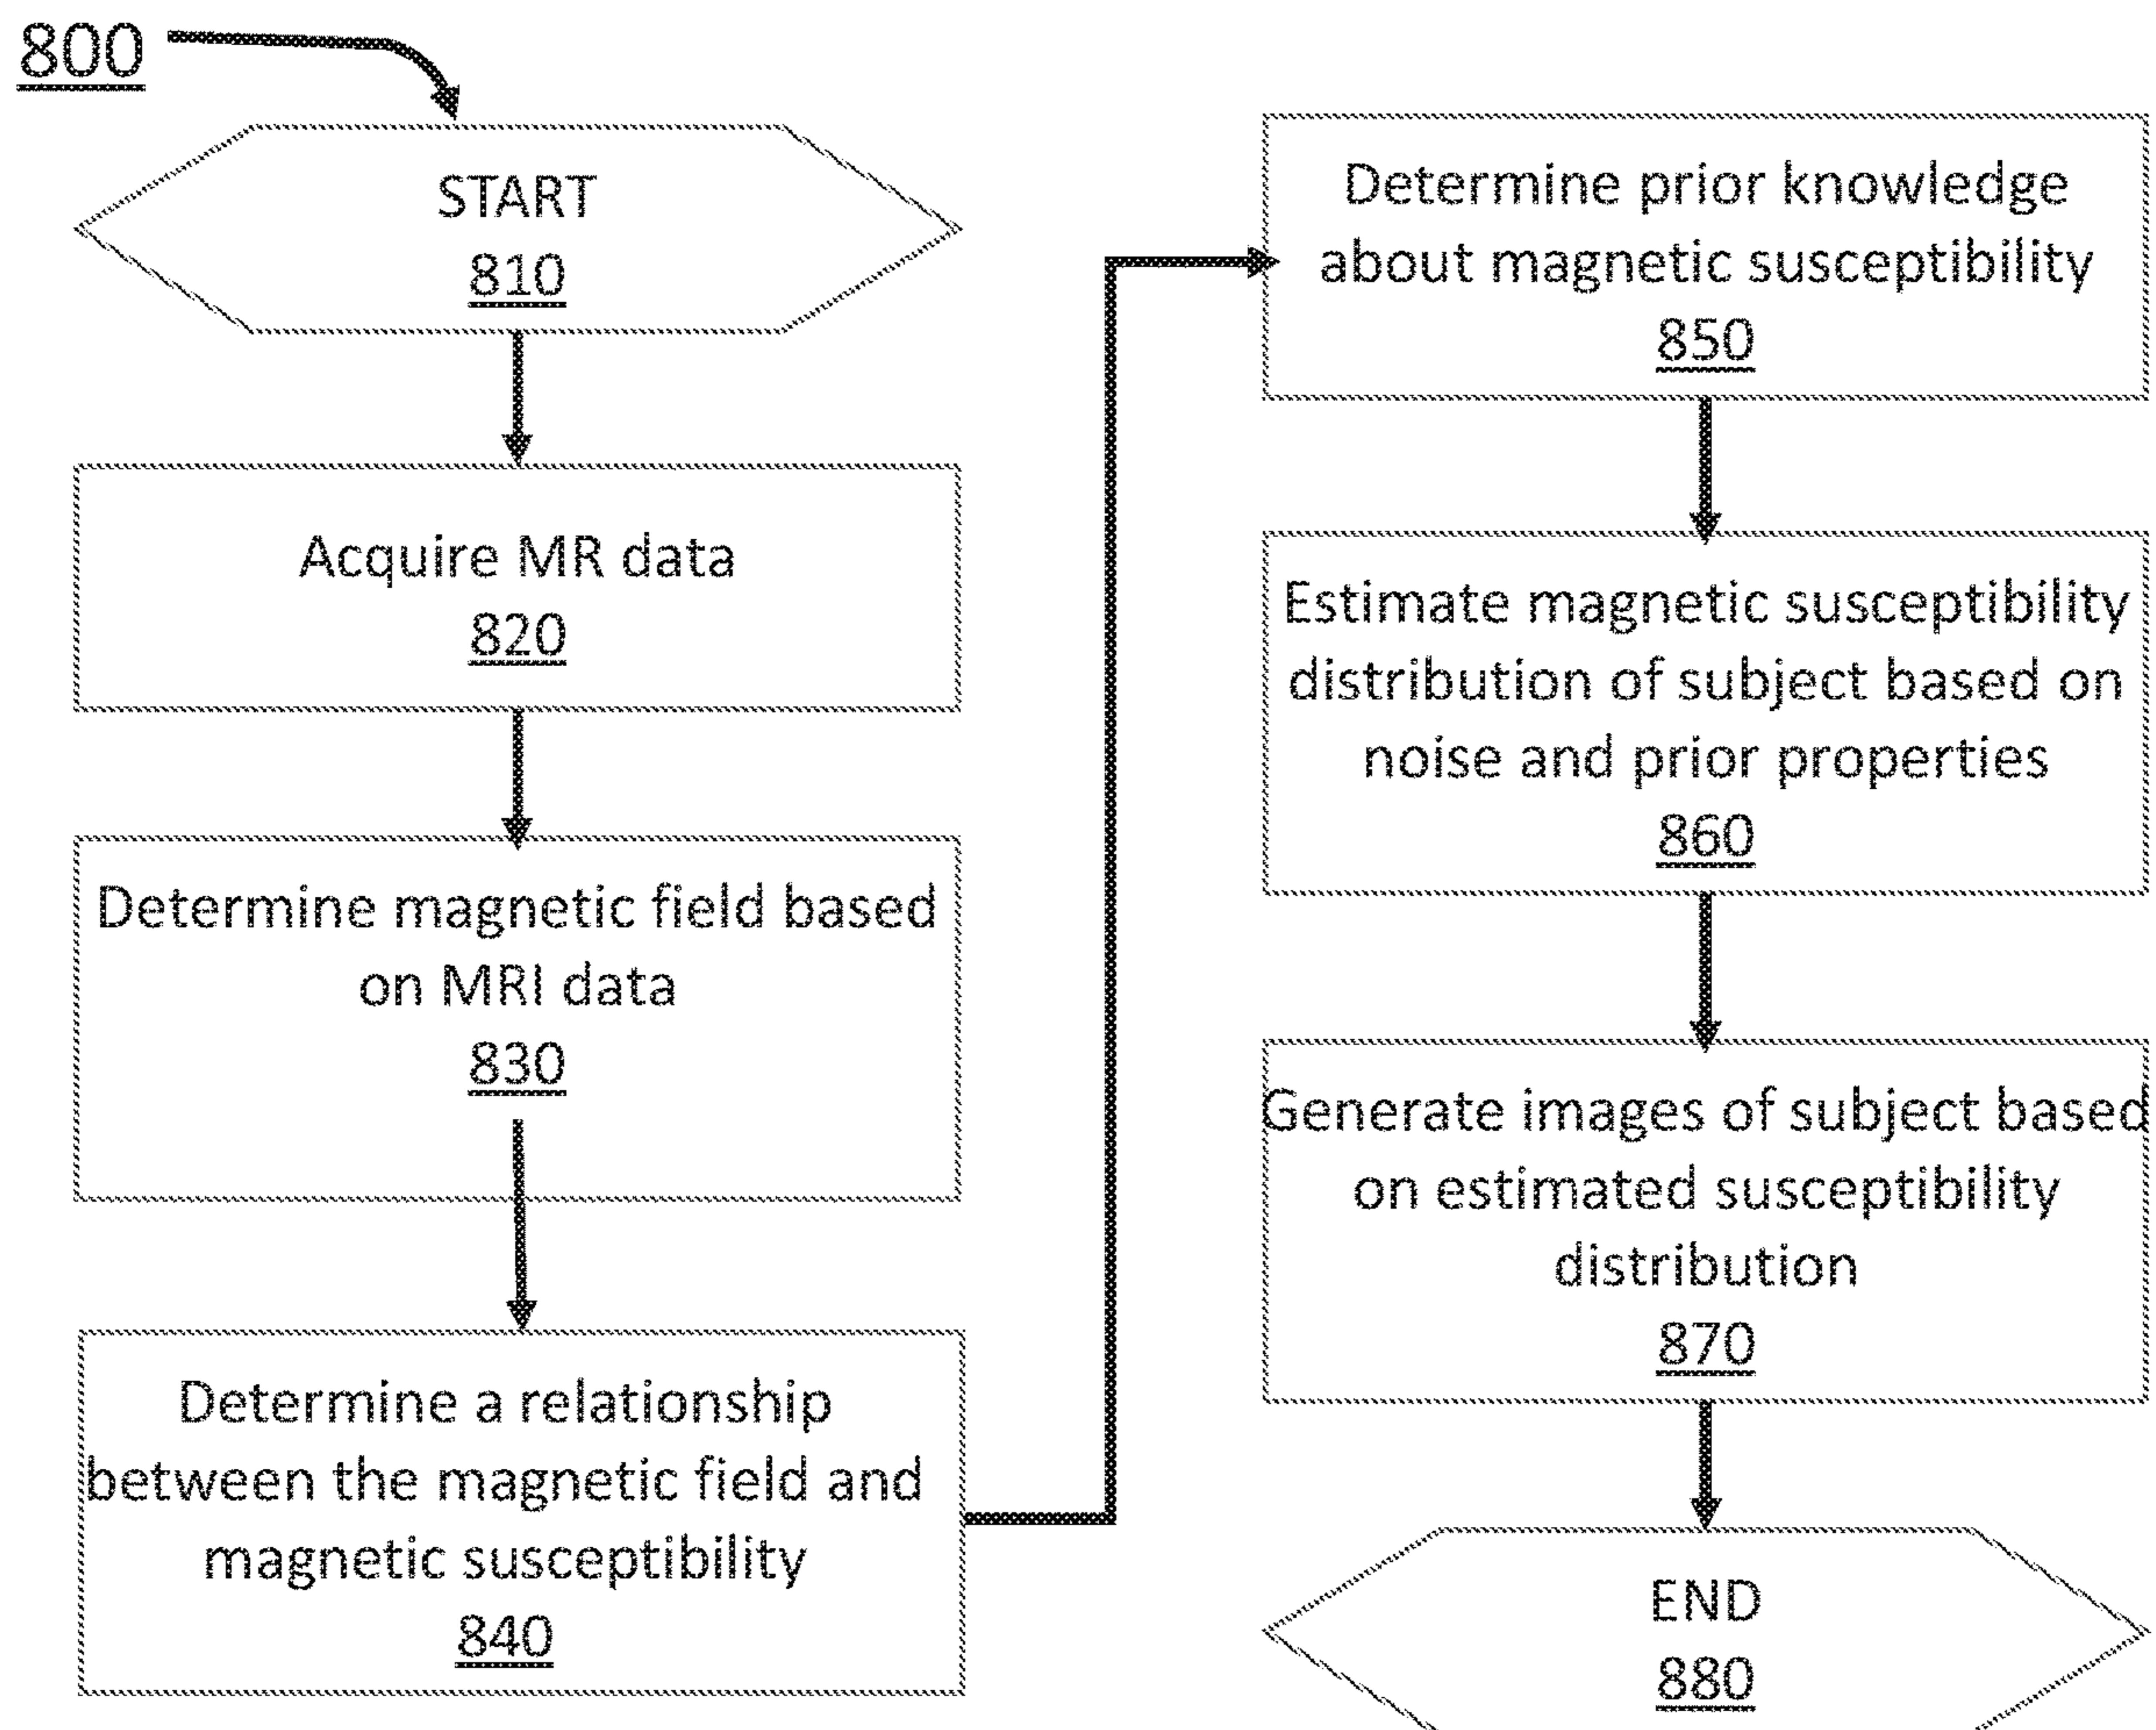 800
START
810
Acquire MR data
820
Determine magnetic field based
on MRI data
830
Determine a relationship
between the magnetic field and
magnetic susceptibility
840
Determine prior knowledge
about magnetic susceptibility
850
Estimate magnetic susceptibility
distribution of subject based on
noise and prior properties
860
Generate images of subject based
on estimated susceptibility
distribution
870
END
880